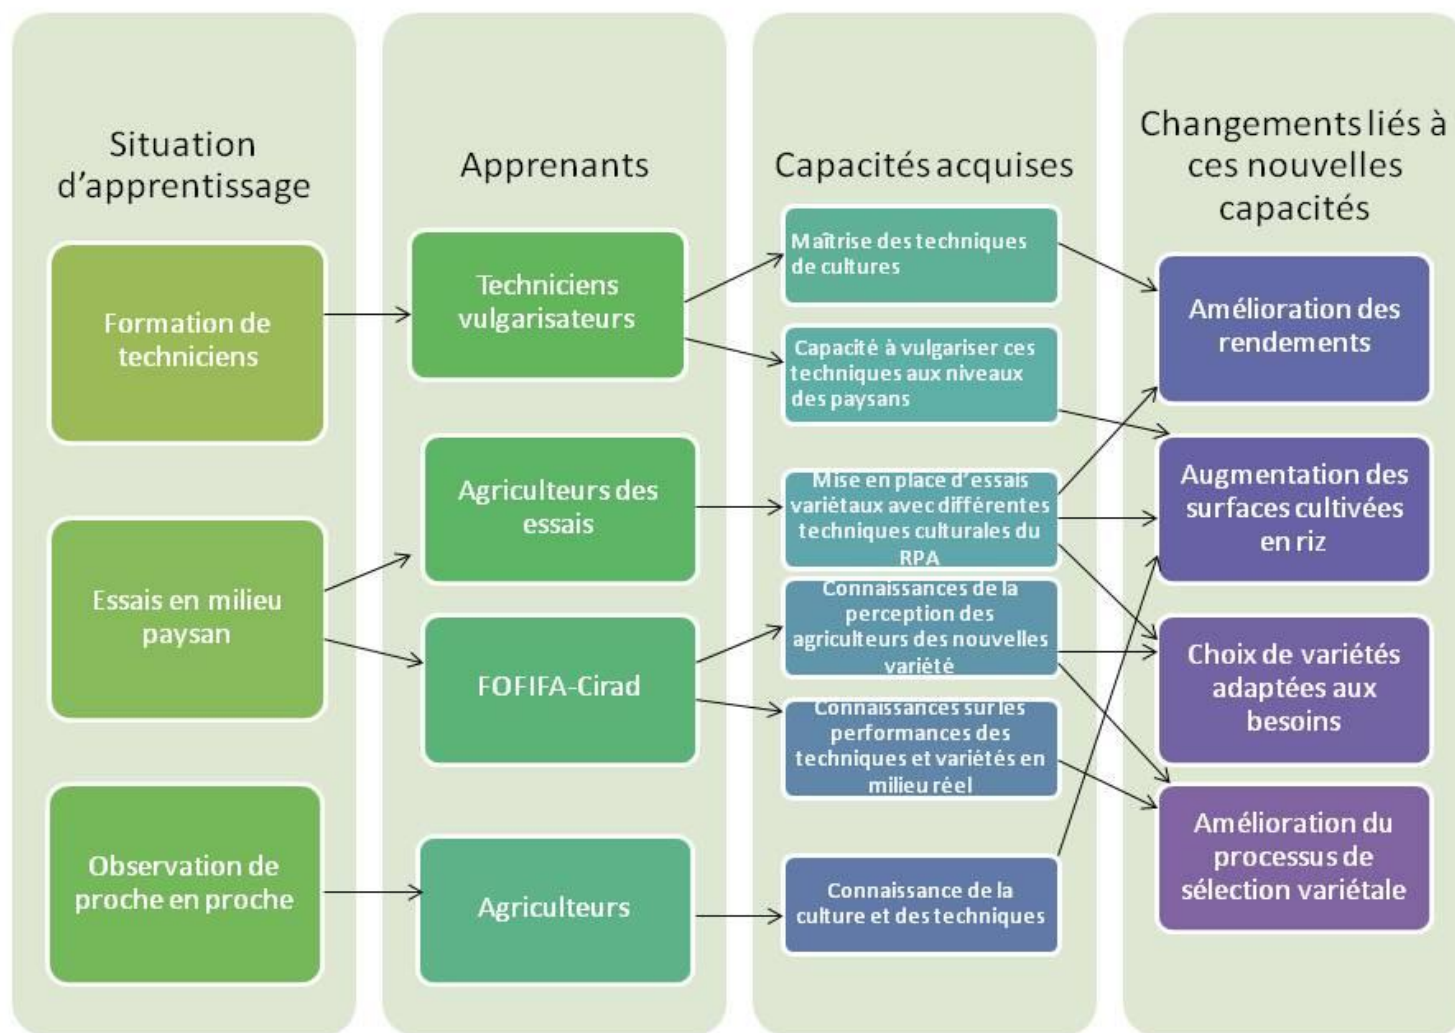 Situation
d'apprentissage
Formation de
techniciens
Essais en milieu
paysan
Observation de
proche en proche
Apprenants
Techniciens
vulgarisateurs
Agriculteurs des
essais
FOFIFA-Cirad
Agriculteurs
Capacités acquises
Maîtrise des techniques
de cultures
Capacité à vulgariser ces
techniques aux niveaux
des paysans
Mise en place d'essais
variétaux avec différentes
techniques culturales du
RPA
Connaissances de la
perception des
agriculteurs des nouvelles
variété
Connaissances sur les
performances des
techniques et variétés en
milieu réel
Connaissance de la
culture et des techniques
Changements liés à
ces nouvelles
capacités
Amélioration des
rendements
Augmentation des
surfaces cultivées
en riz
Choix de variétés
adaptées aux
besoins
Amélioration du
processus de
sélection variétale